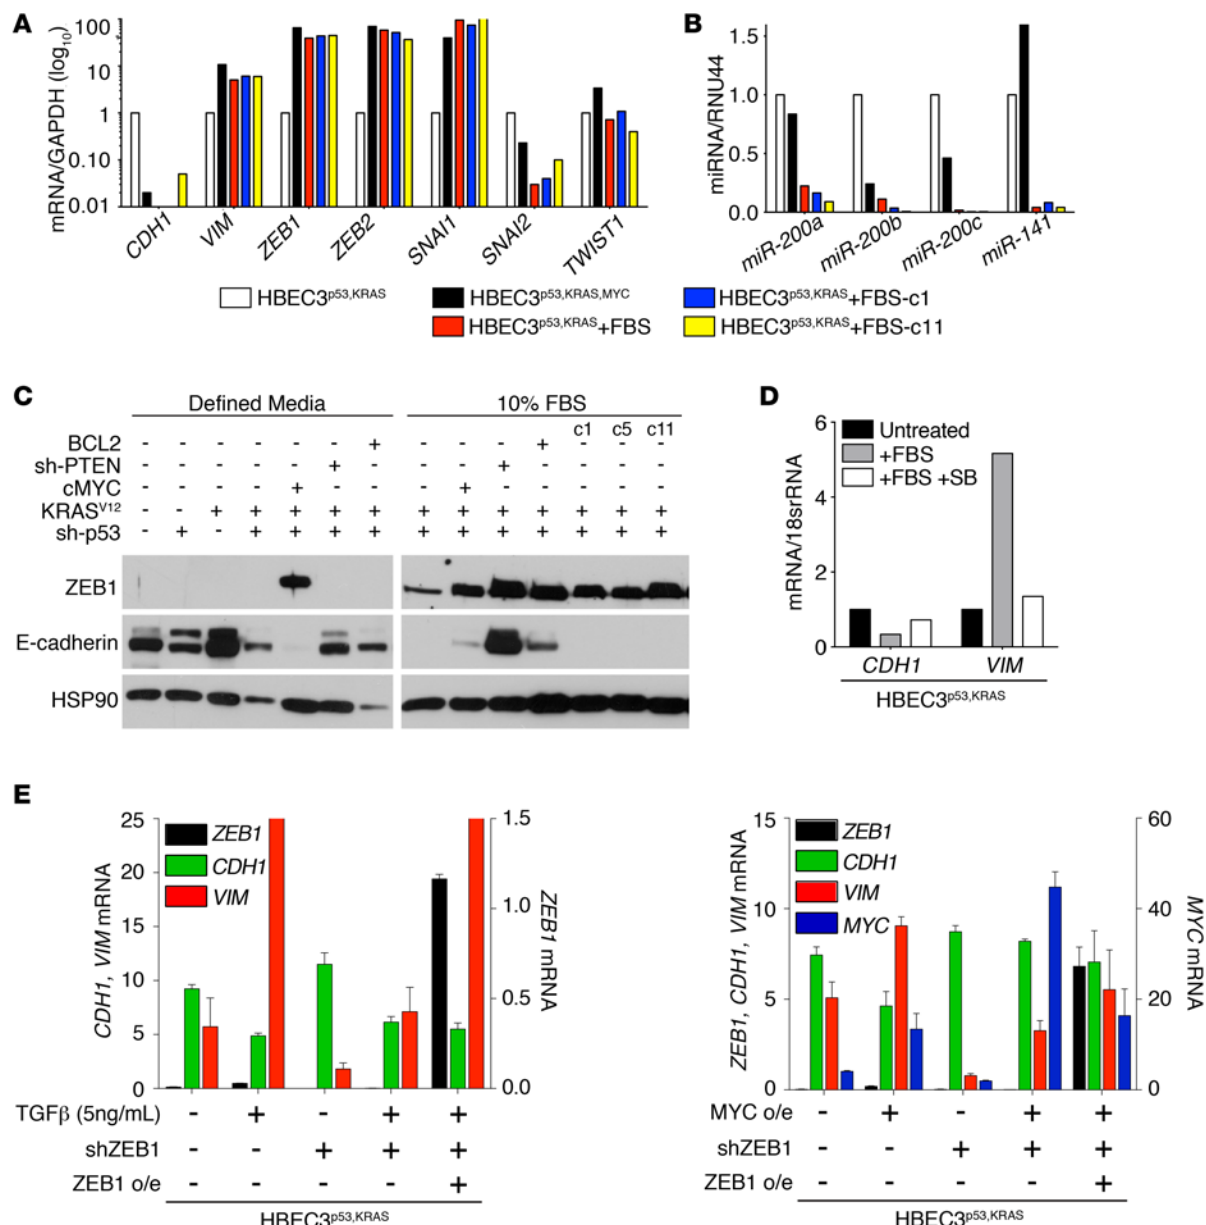 A
mRNA/GAPDH (log10)
100
10
1
0.10
0.01
CDH1 VIM ZEB1 ZEB2 SNAI1 SNAI2 TWIST1
B
miRNA/RNU44
1.5
1.0
0.5
0.0
miR-200a miR-200b miR-200c miR-141
HBEC3p53,KRAS HBEC3p53,KRAS,MYC HBEC3p53,KRAS+FBS-c1
HBEC3p53,KRAS+FBS HBEC3p53,KRAS+FBS-c11
C
Defined Media 10% FBS
c1 c5 c11
BCL2 - - - - - - + - - - + - - -
sh-PTEN - - - - - + - - - + - - - -
cMYC - - - - + - - - + - - - - -
KRASV12 - - + + + + + + + + + + + +
sh-p53 - + - + + + + + + + + + + +
ZEB1
E-cadherin
HSP90
D
mRNA/18srRNA
6
4
2
0
Untreated
+FBS
+FBS +SB
CDH1 VIM
HBEC3p53,KRAS
E
CDH1, VIM mRNA
25
20
15
10
5
0
ZEB1
CDH1
VIM
1.5
1.0
0.5
0.0
ZEB1 mRNA
TGFβ (5ng/mL) - + - + +
shZEB1 - - + + +
ZEB1 o/e - - - - +
HBEC3p53,KRAS
ZEB1, CDH1, VIM mRNA
15
10
5
0
ZEB1
CDH1
VIM
MYC
60
40
20
0
MYC mRNA
MYC o/e - + - + +
shZEB1 - - + + +
ZEB1 o/e - - - - +
HBEC3p53,KRAS